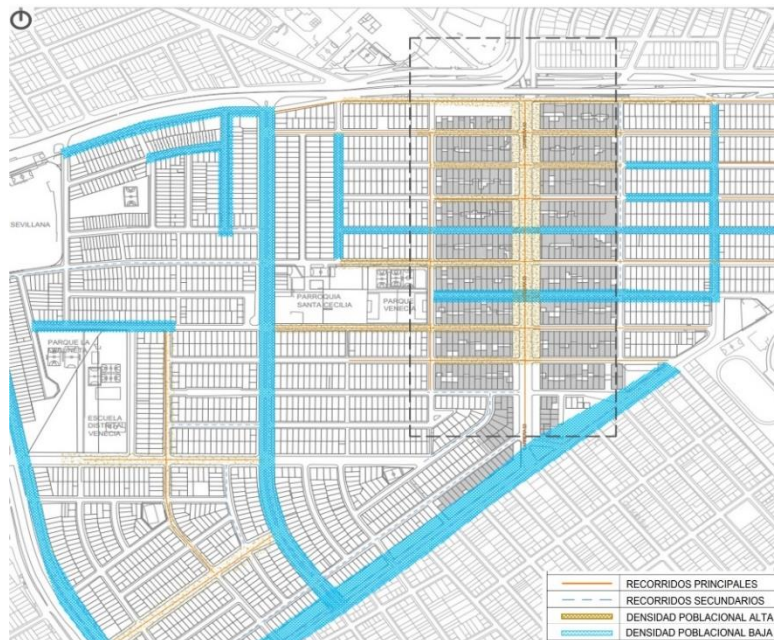 SEVILLANA
PARROQUIA
SANTA CECILIA
PARQUE
VENECIA
PARQUE LA
ESCUELA
DISTRITAL
VENECIA
RECORRIDOS PRINCIPALES
RECORRIDOS SECUNDARIOS
DENSIDAD POBLACIONAL ALTA
DENSIDAD POBLACIONAL BAJA